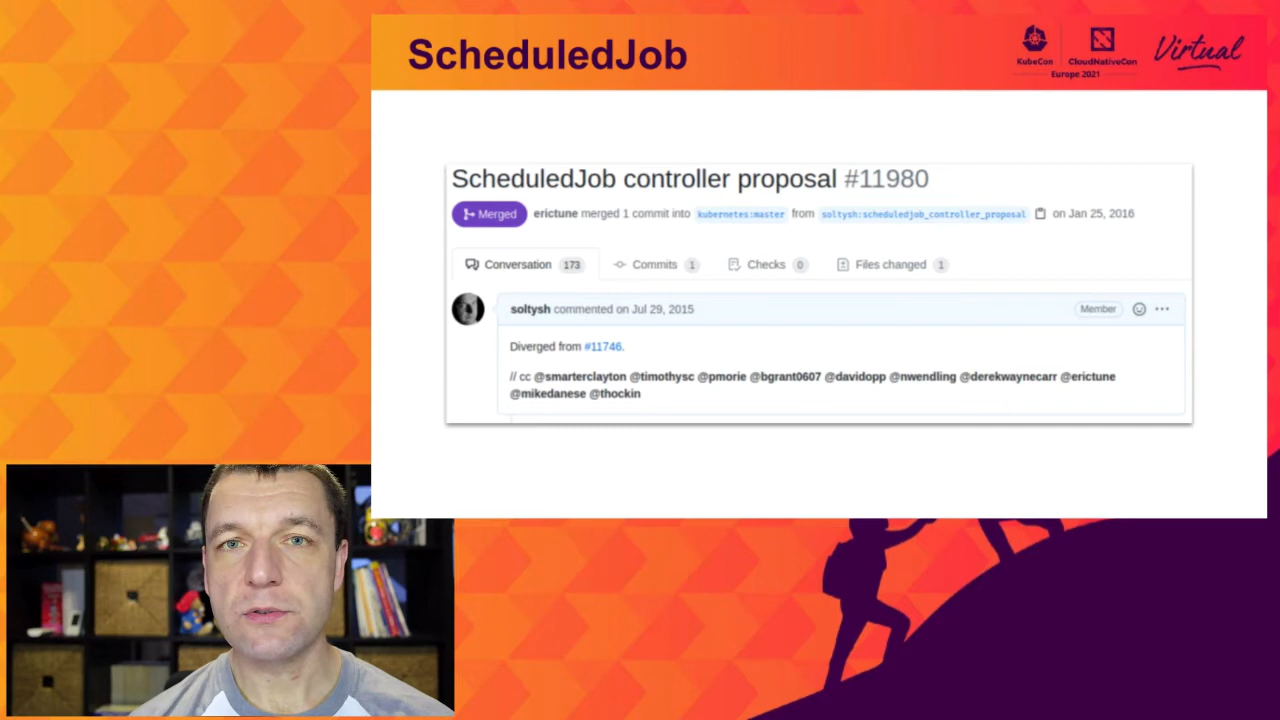 ScheduledJob
KubeCon
CloudNativeCon
Europe 2021
Virtual
ScheduledJob controller proposal #11980
Merged erictune merged 1 commit into kubernetes:master from soltysh:scheduledjob_controller_proposal on Jan 25, 2016
Conversation 173 Commits 1 Checks 0 Files changed 1
soltysh commented on Jul 29, 2015 Member
Diverged from #11746.
// cc @smarterclayton @timothysc @pmorie @bgrant0607 @davidopp @nwendling @derekwaynecarr @erictune
@mikedanese @thockin